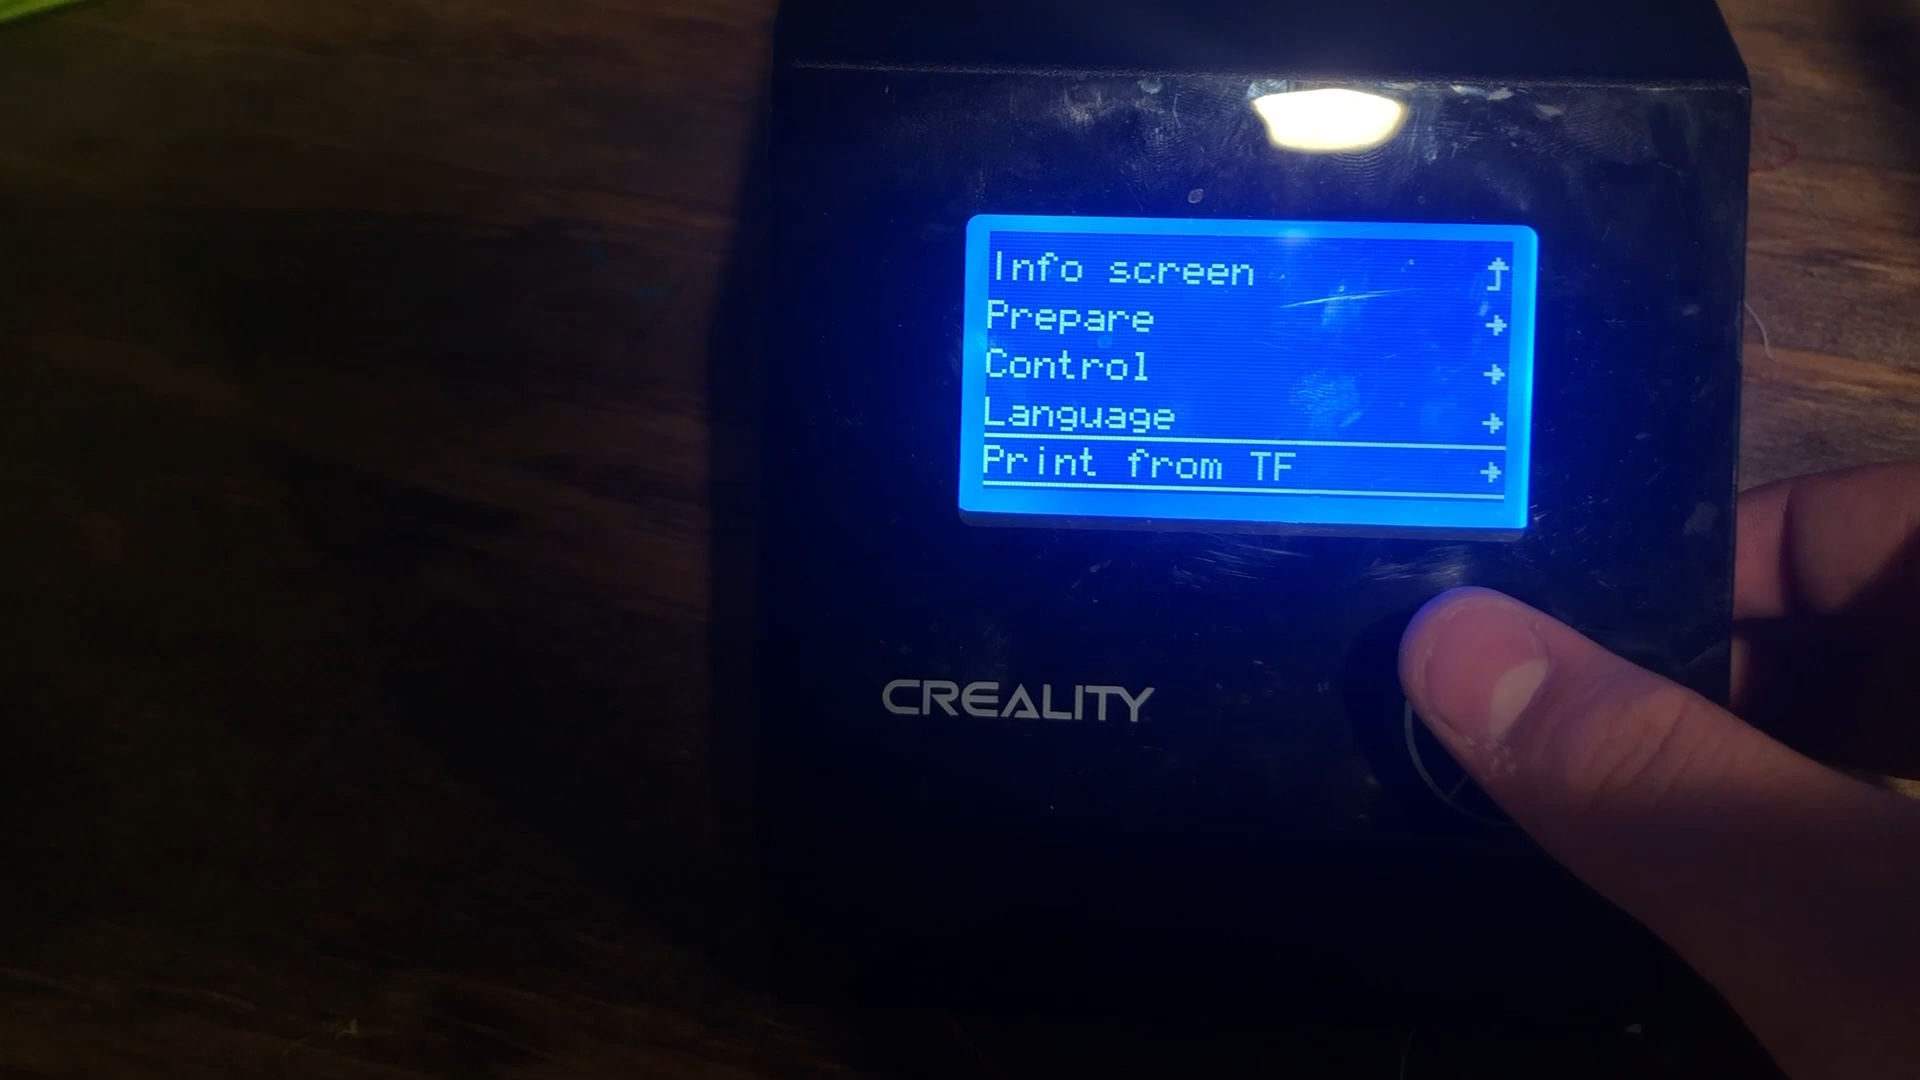 Info screen
Prepare
Control
Language
Print from TF
CREALITY